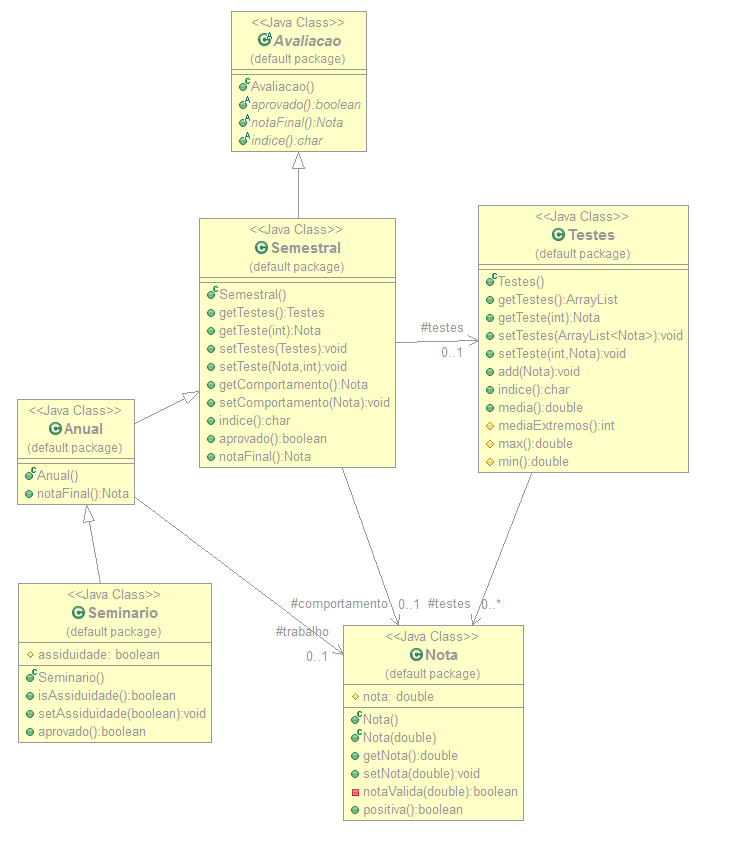 <<Java Class>>
Avaliacao
(default package)
Avaliacao()
aprovado():boolean
notaFinal():Nota
indice():char
<<Java Class>>
Semestral
(default package)
Semestral()
getTestes():Testes
getTeste(int):Nota
setTestes(Testes):void
setTeste(Nota,int):void
getComportamento():Nota
setComportamento(Nota):void
indice():char
aprovado():boolean
notaFinal():Nota
#testes
0..1
<<Java Class>>
Testes
(default package)
Testes()
getTestes():ArrayList
getTeste(int):Nota
setTestes(ArrayList<Nota>):void
setTeste(int,Nota):void
add(Nota):void
indice():char
media():double
mediaExtremos():int
max():double
min():double
<<Java Class>>
Anual
(default package)
Anual()
notaFinal():Nota
<<Java Class>>
Seminario
(default package)
assiduidade: boolean
Seminario()
isAssiduidade():boolean
setAssiduidade(boolean):void
aprovado():boolean
#comportamento 0..1
#testes 0..*
#trabalho
0..1
<<Java Class>>
Nota
(default package)
nota: double
Nota()
Nota(double)
getNota():double
setNota(double):void
notaValida(double):boolean
positiva():boolean